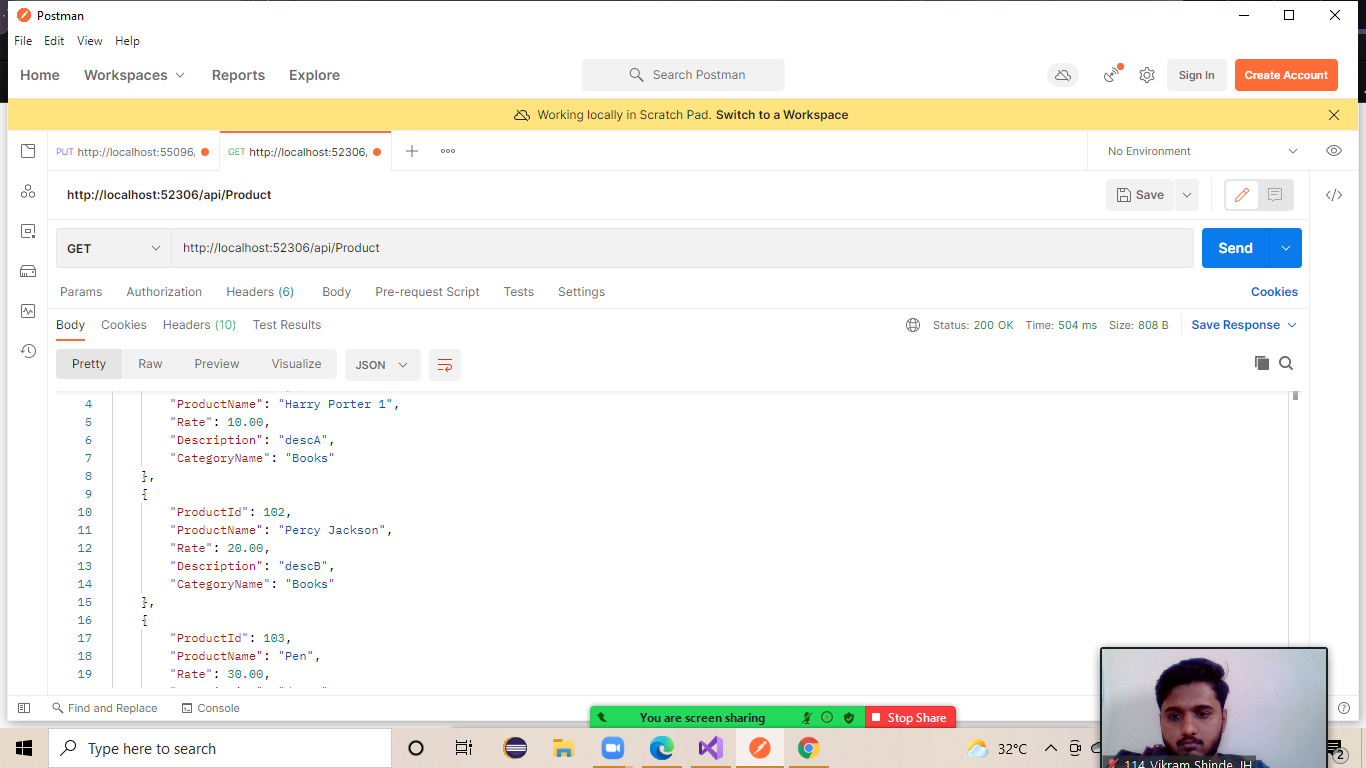 Postman
File Edit View Help
Home Workspaces Reports Explore Search Postman Sign In Create Account
Working locally in Scratch Pad. Switch to a Workspace
PUT http://localhost:55096, GET http://localhost:52306, No Environment
http://localhost:52306/api/Product Save
GET http://localhost:52306/api/Product Send
Params Authorization Headers (6) Body Pre-request Script Tests Settings Cookies
Body Cookies Headers (10) Test Results Status: 200 OK Time: 504 ms Size: 808 B Save Response
Pretty Raw Preview Visualize JSON
4 "ProductName": "Harry Porter 1",
5 "Rate": 10.00,
6 "Description": "descA",
7 "CategoryName": "Books"
8 },
9 {
10 "ProductId": 102,
11 "ProductName": "Percy Jackson",
12 "Rate": 20.00,
13 "Description": "descB",
14 "CategoryName": "Books"
15 },
16 {
17 "ProductId": 103,
18 "ProductName": "Pen",
19 "Rate": 30.00,
Find and Replace Console
You are screen sharing Stop Share
Type here to search 32°C 2
114_Vikram Shinde_IH